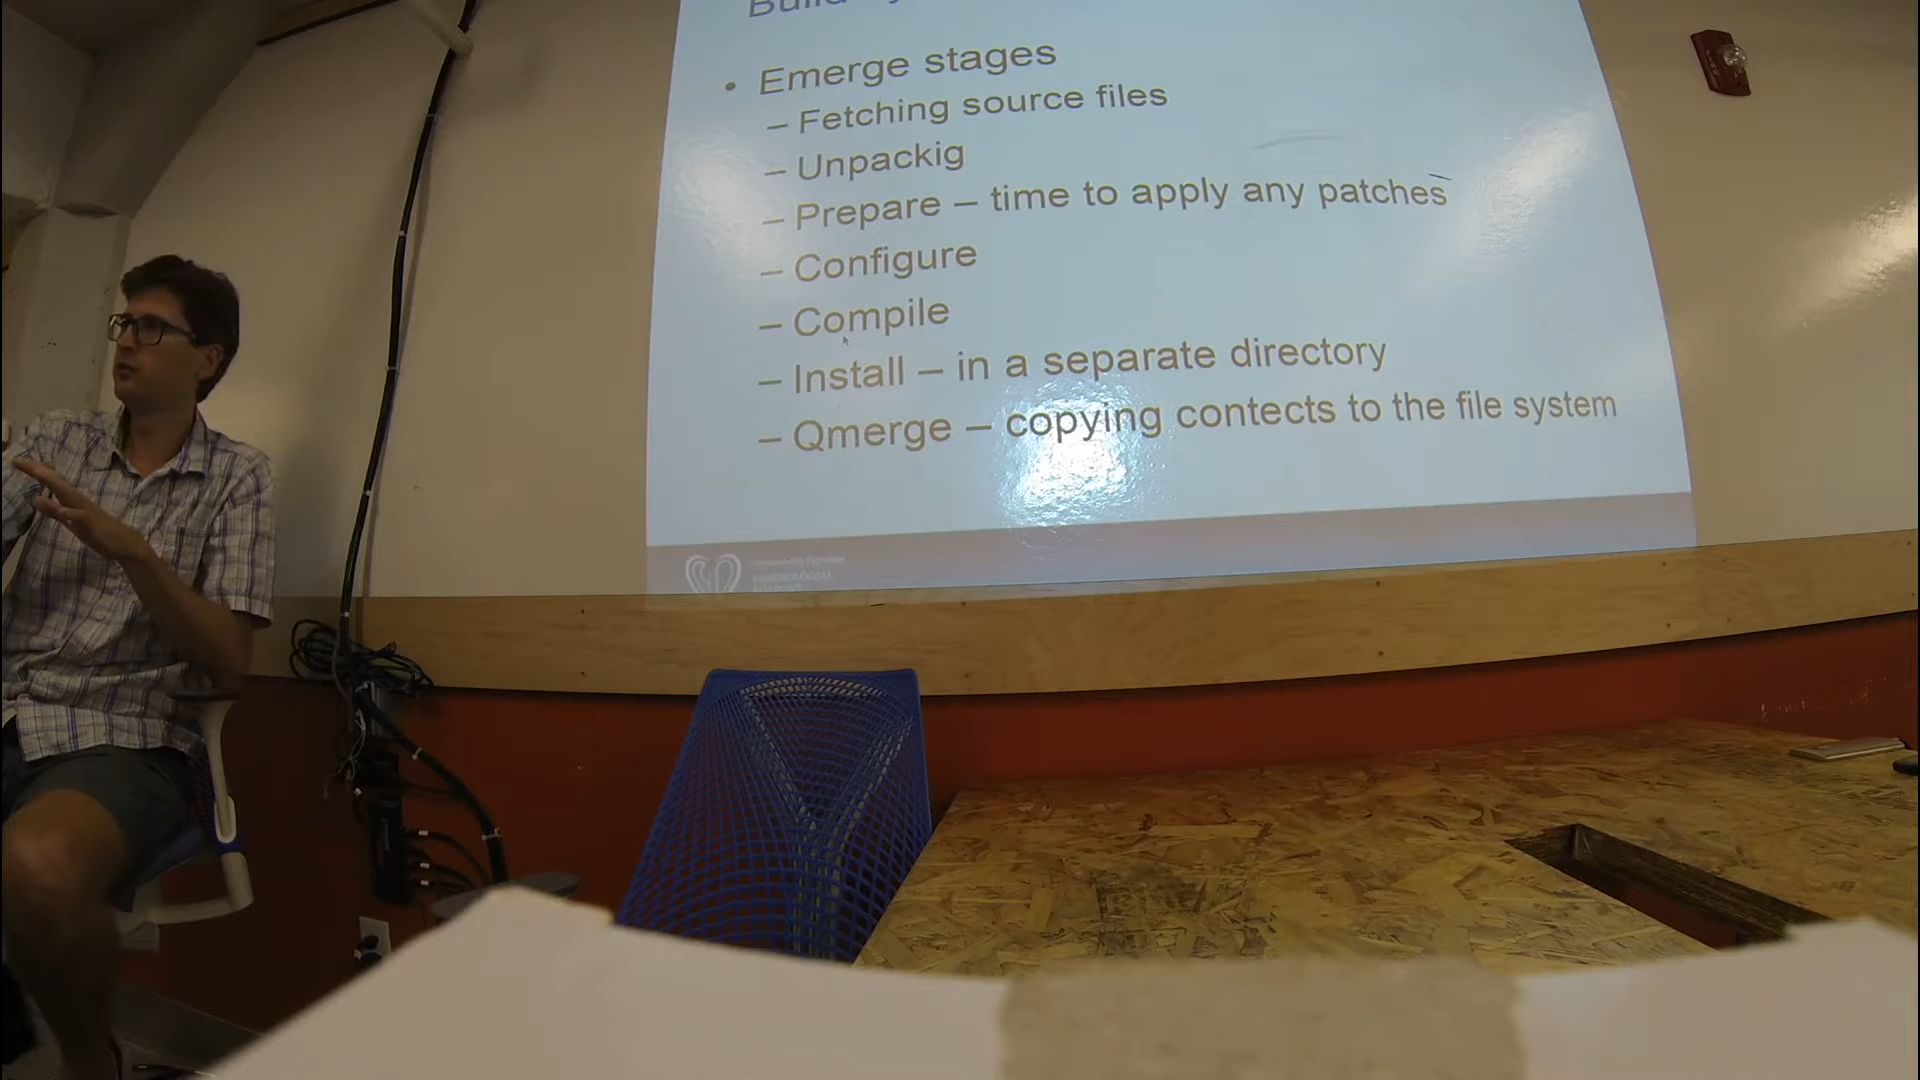 Build
• Emerge stages
– Fetching source files
– Unpackig
– Prepare – time to apply any patches
– Configure
– Compile
– Install – in a separate directory
– Qmerge – copying contects to the file system